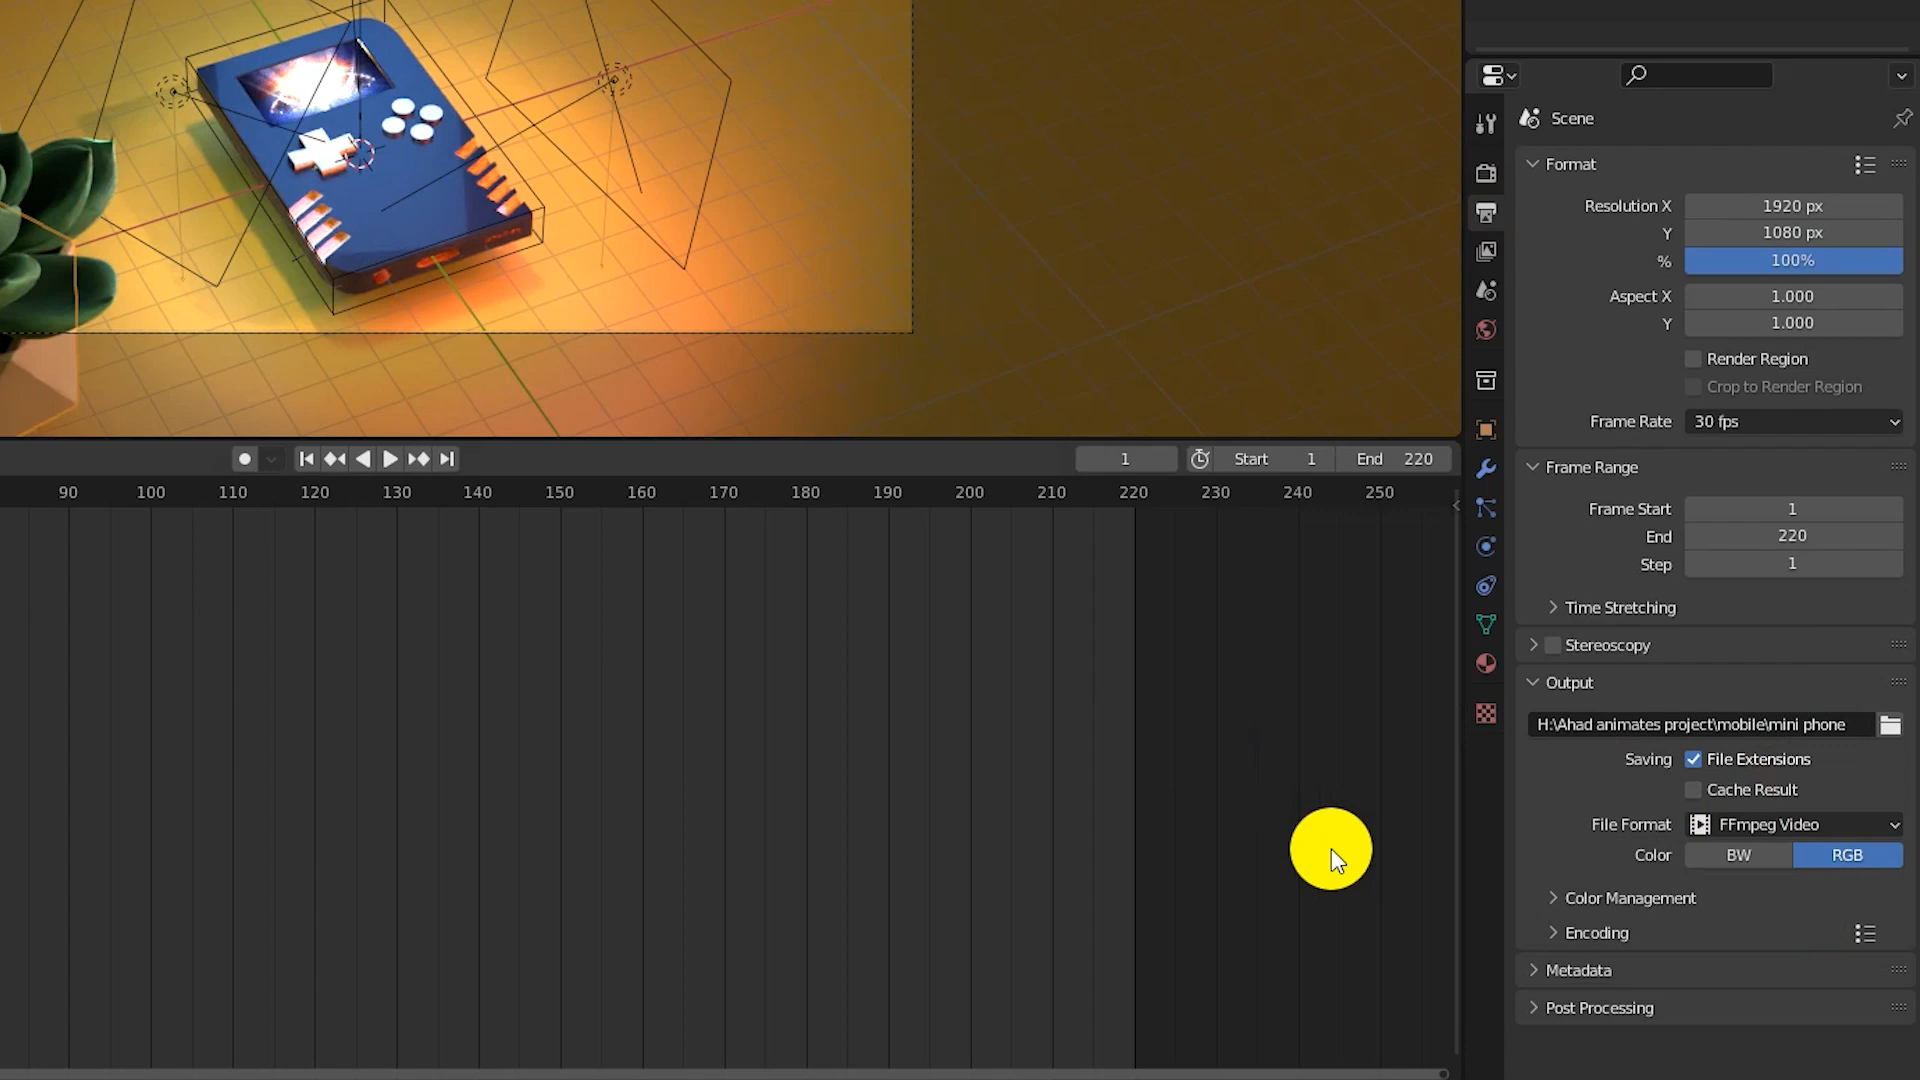 Scene
Format
Resolution X 1920 px
Y 1080 px
% 100%
Aspect X 1.000
Y 1.000
Render Region
Crop to Render Region
Frame Rate 30 fps
1 Start 1 End 220
90 100 110 120 130 140 150 160 170 180 190 200 210 220 230 240 250
Frame Range
Frame Start 1
End 220
Step 1
Time Stretching
Stereoscopy
Output
H:\Ahad animates project\mobile\mini phone
Saving File Extensions
Cache Result
File Format FFmpeg Video
Color BW RGB
Color Management
Encoding
Metadata
Post Processing